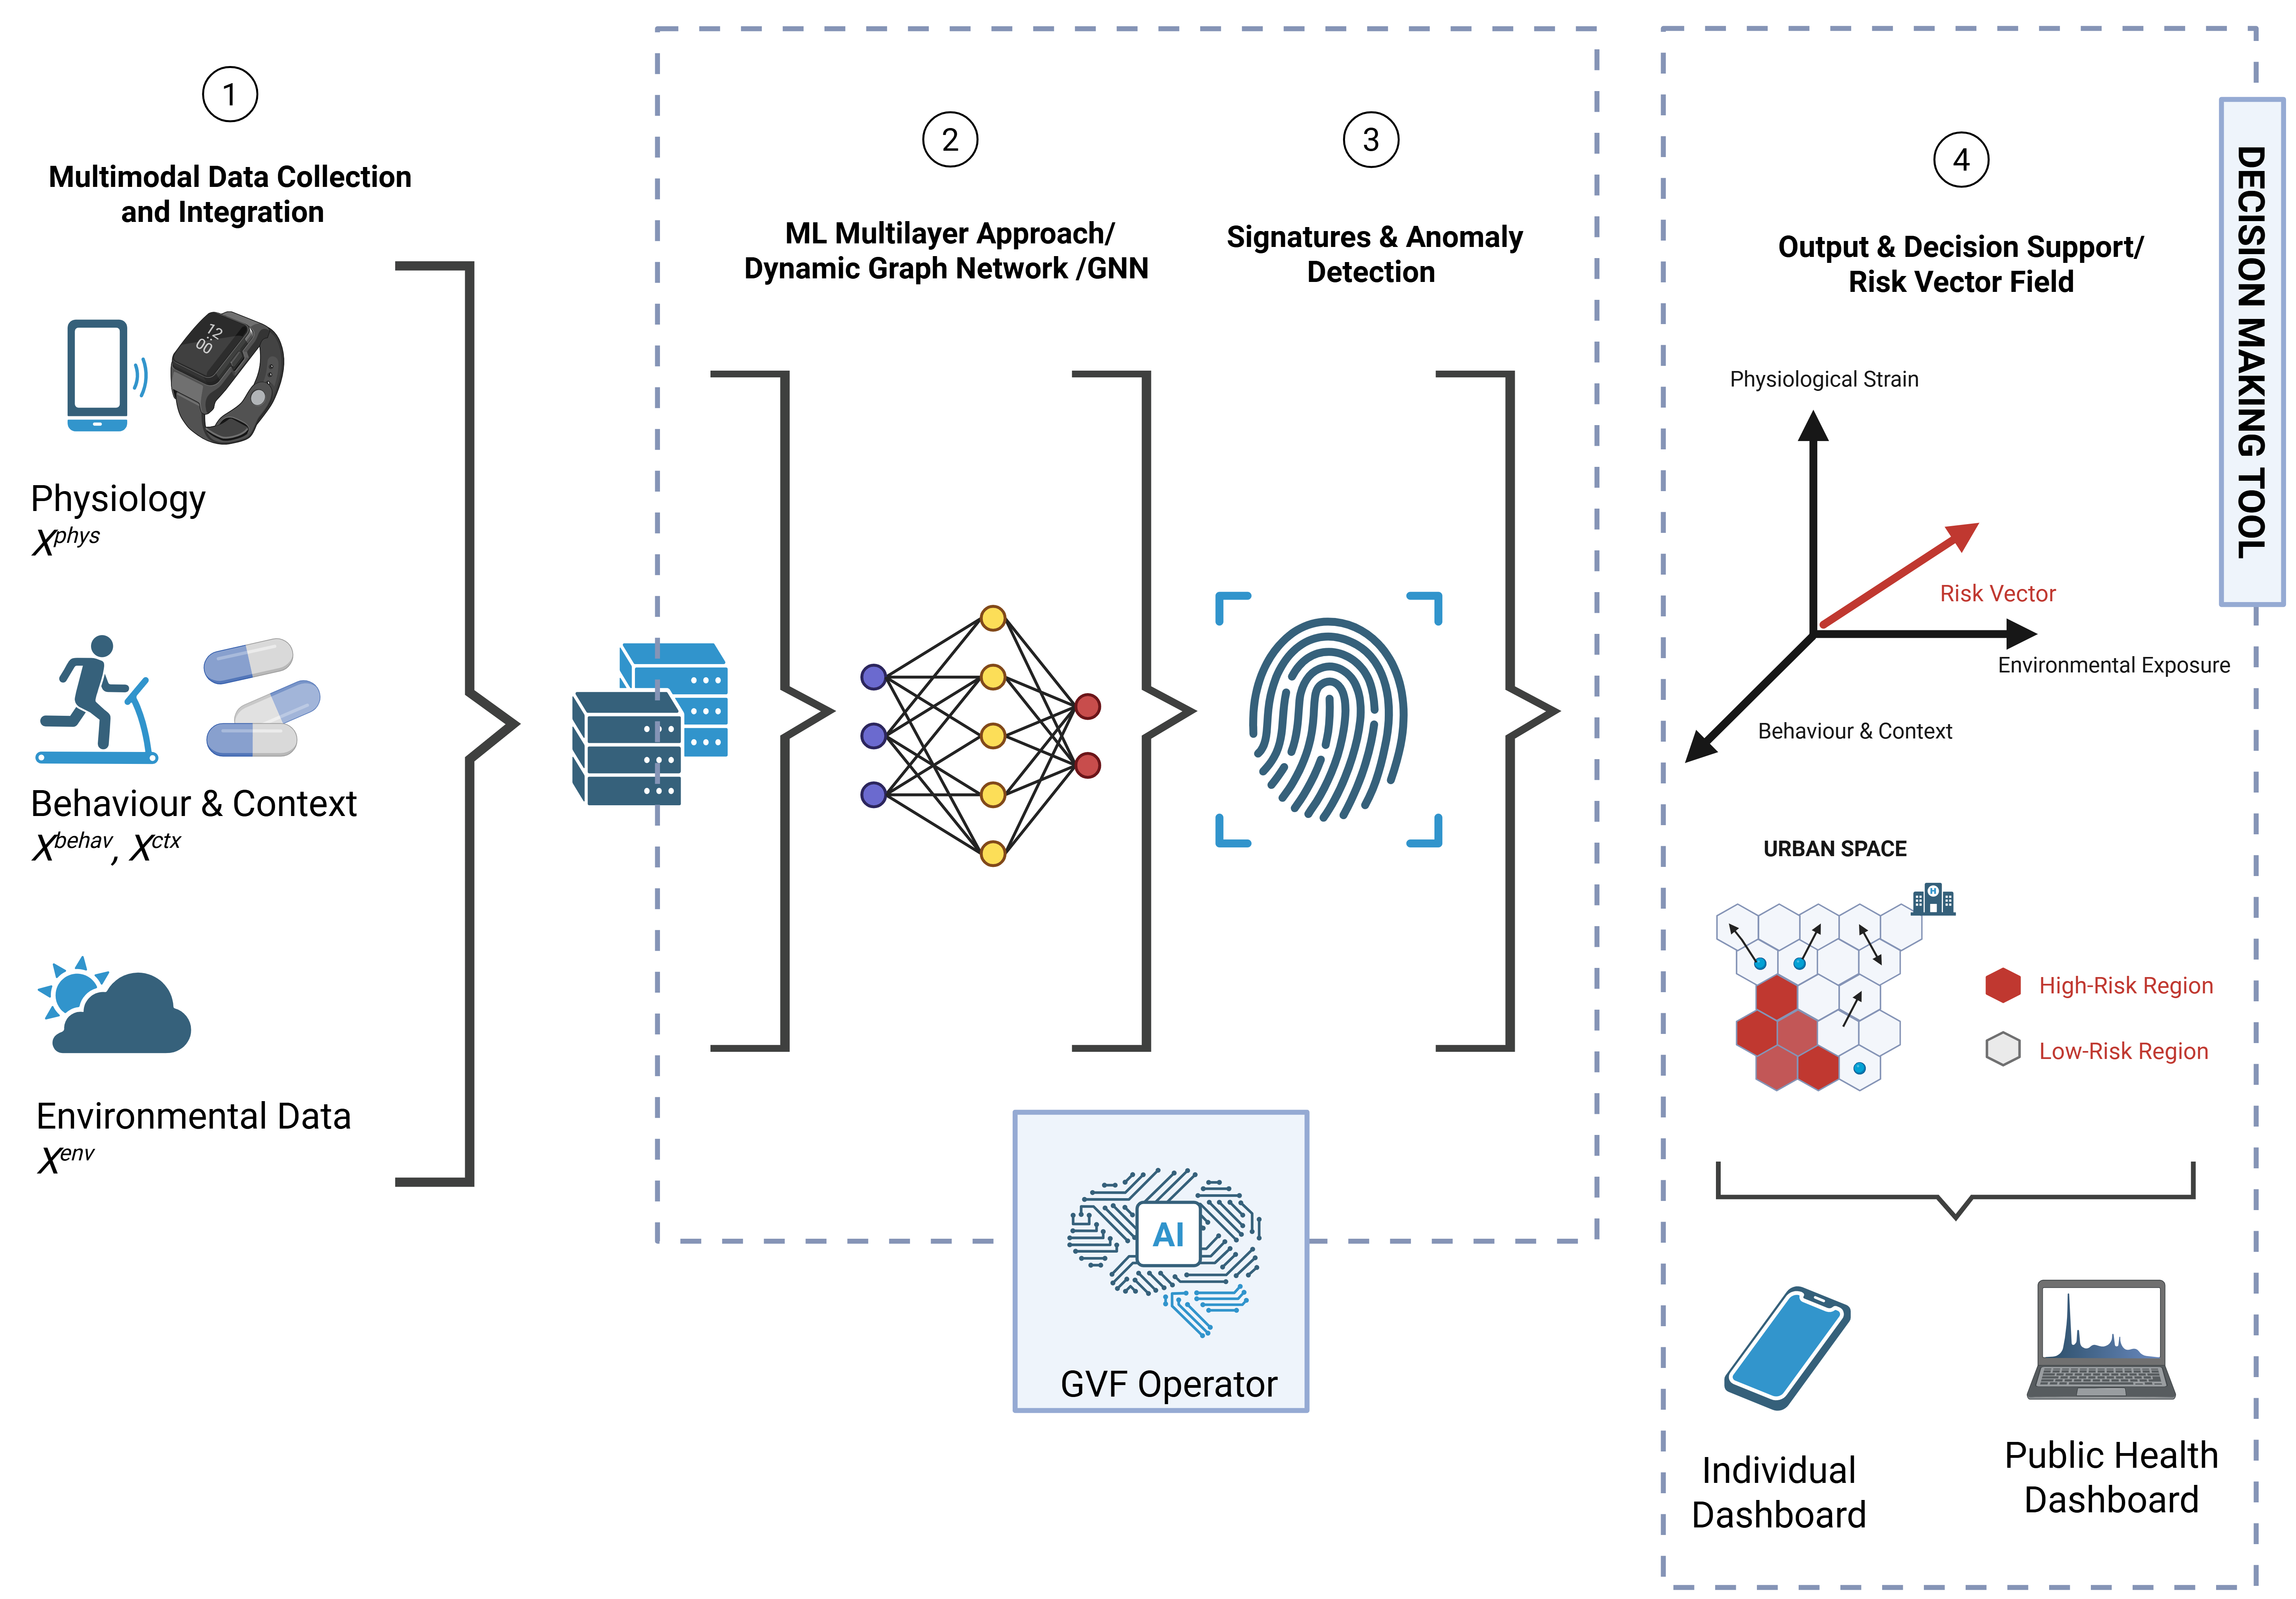 1
Multimodal Data Collection
and Integration
12
00
Physiology
X^phys
Behaviour & Context
X^behav, X^ctx
Environmental Data
X^env
2
ML Multilayer Approach/
Dynamic Graph Network /GNN
3
Signatures & Anomaly
Detection
AI
GVF Operator
4
Output & Decision Support/
Risk Vector Field
DECISION MAKING TOOL
Physiological Strain
Risk Vector
Environmental Exposure
Behaviour & Context
URBAN SPACE
H
High-Risk Region
Low-Risk Region
Individual
Dashboard
Public Health
Dashboard